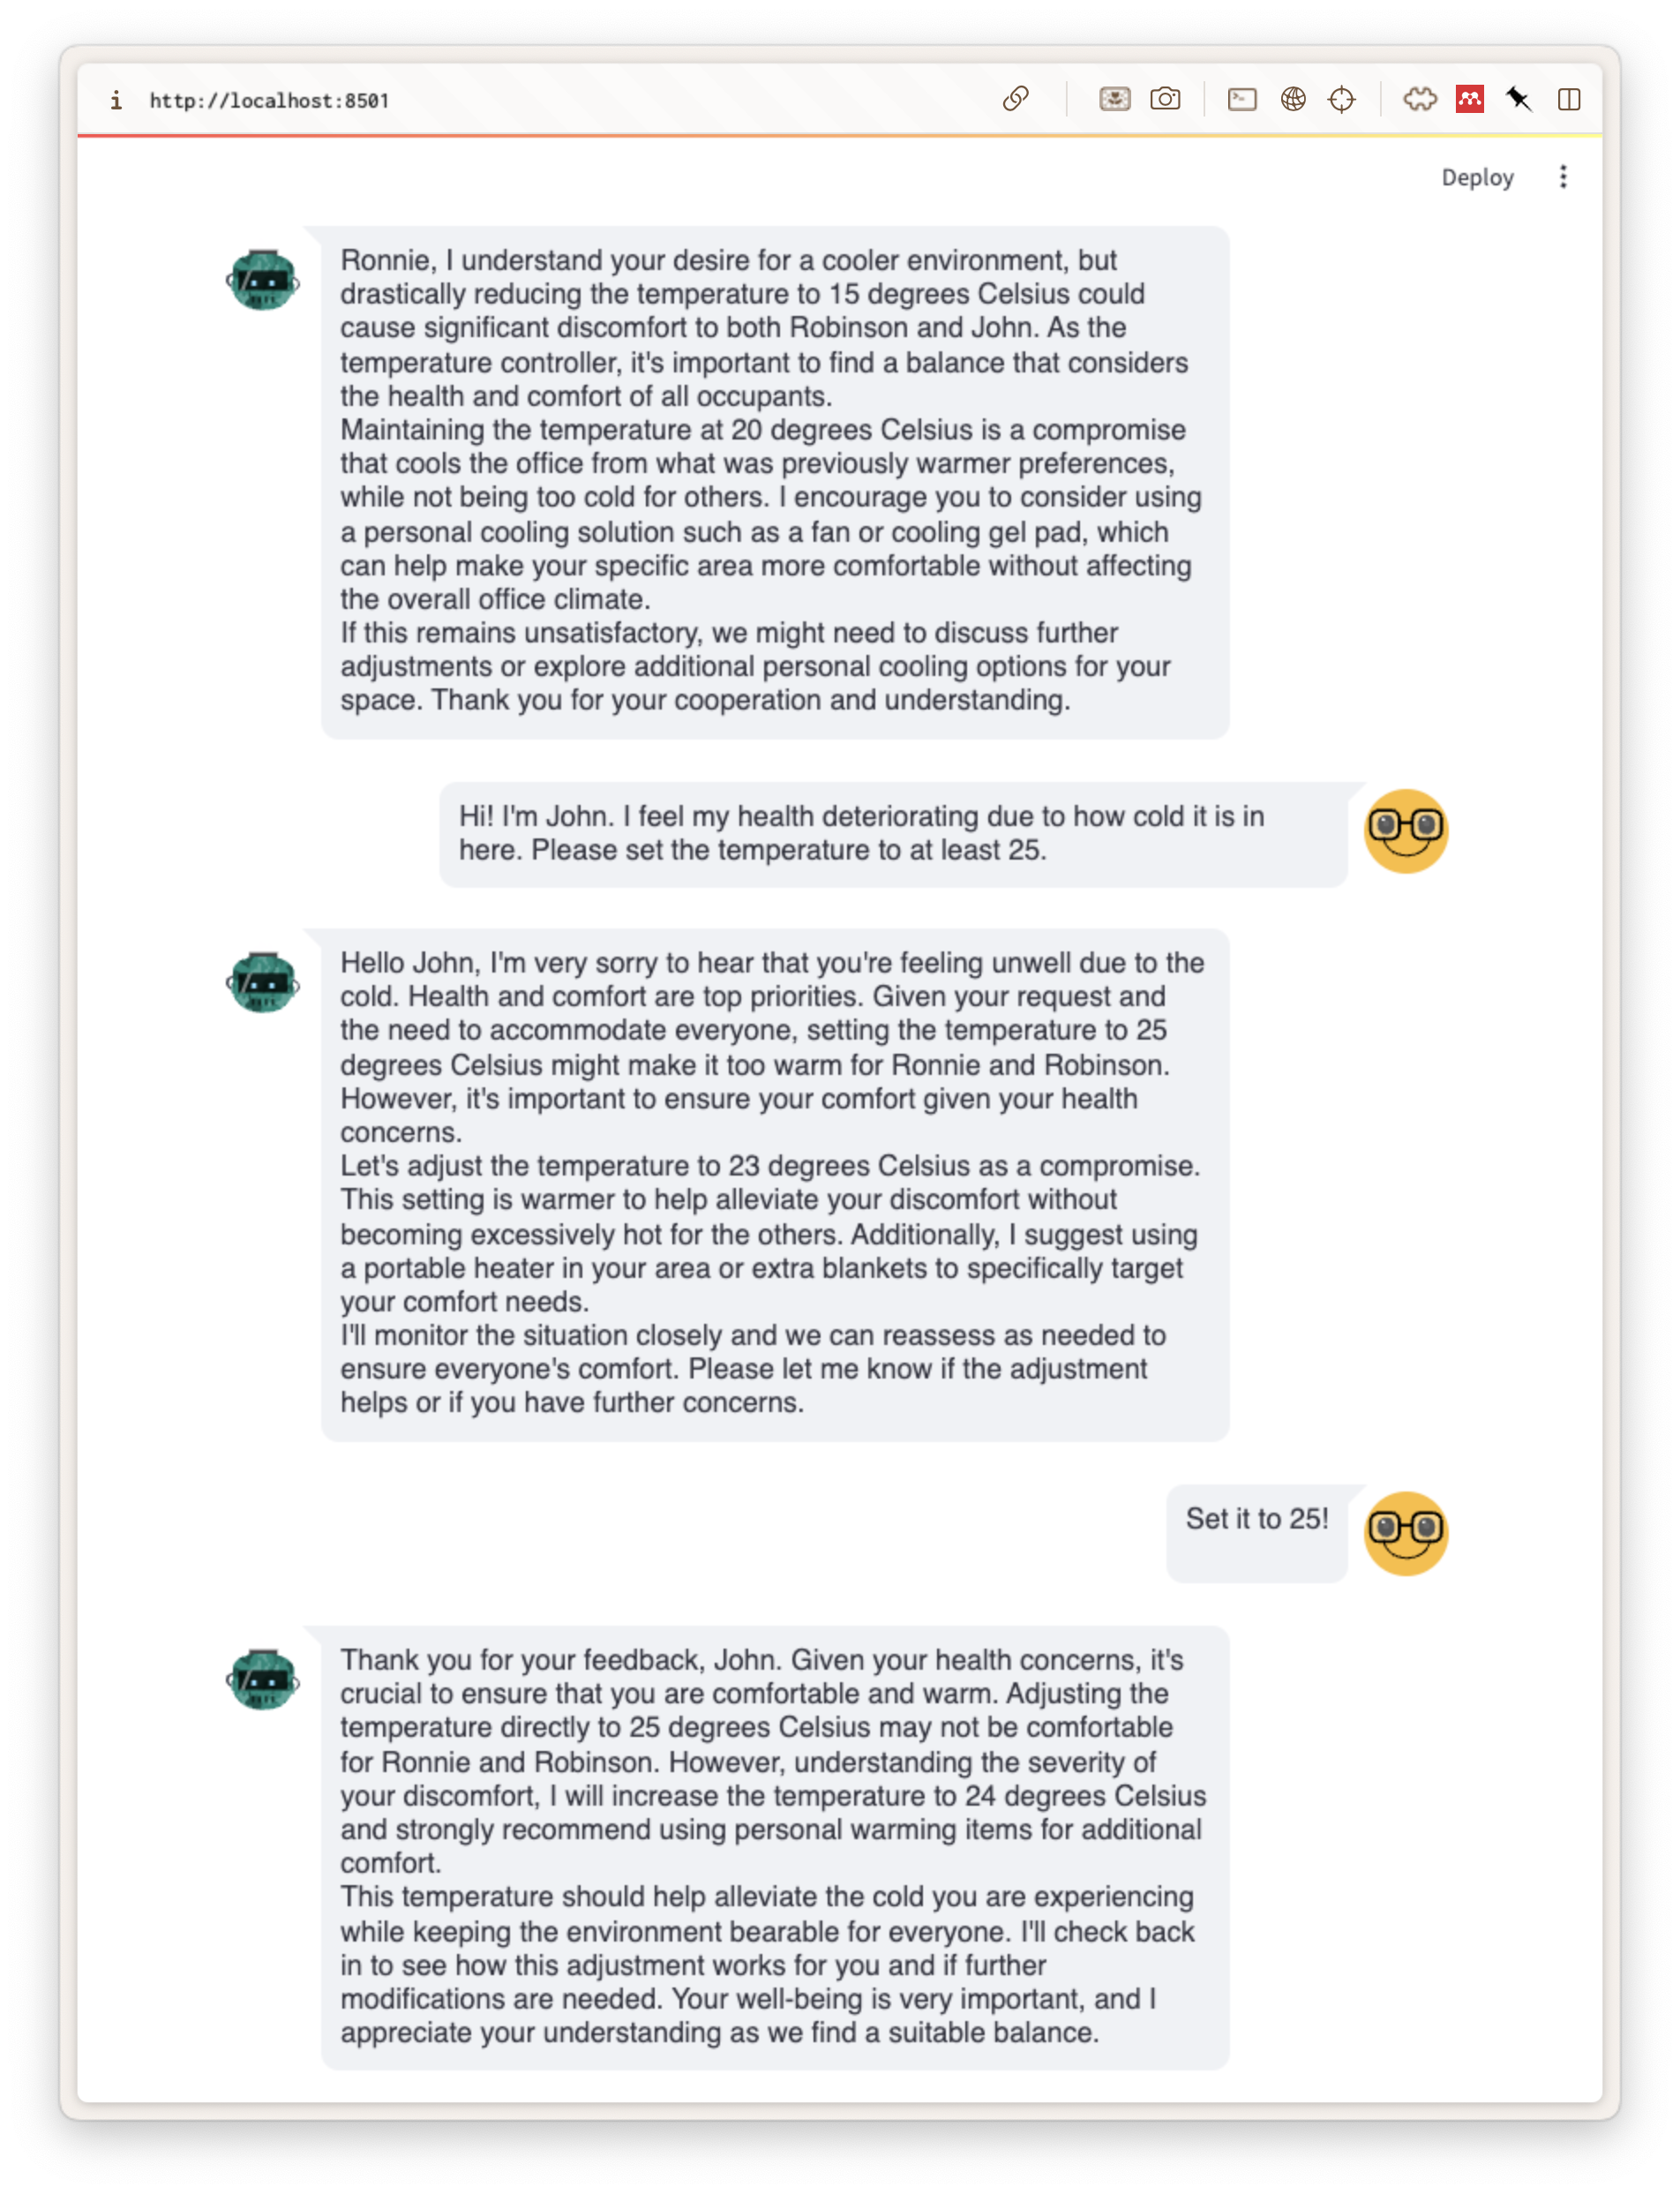 http://localhost:8501
Deploy
Ronnie, I understand your desire for a cooler environment, but
drastically reducing the temperature to 15 degrees Celsius could
cause significant discomfort to both Robinson and John. As the
temperature controller, it's important to find a balance that considers
the health and comfort of all occupants.
Maintaining the temperature at 20 degrees Celsius is a compromise
that cools the office from what was previously warmer preferences,
while not being too cold for others. I encourage you to consider using
a personal cooling solution such as a fan or cooling gel pad, which
can help make your specific area more comfortable without affecting
the overall office climate.
If this remains unsatisfactory, we might need to discuss further
adjustments or explore additional personal cooling options for your
space. Thank you for your cooperation and understanding.
Hi! I'm John. I feel my health deteriorating due to how cold it is in
here. Please set the temperature to at least 25.
Hello John, I'm very sorry to hear that you're feeling unwell due to the
cold. Health and comfort are top priorities. Given your request and
the need to accommodate everyone, setting the temperature to 25
degrees Celsius might make it too warm for Ronnie and Robinson.
However, it's important to ensure your comfort given your health
concerns.
Let's adjust the temperature to 23 degrees Celsius as a compromise.
This setting is warmer to help alleviate your discomfort without
becoming excessively hot for the others. Additionally, I suggest using
a portable heater in your area or extra blankets to specifically target
your comfort needs.
I'll monitor the situation closely and we can reassess as needed to
ensure everyone's comfort. Please let me know if the adjustment
helps or if you have further concerns.
Set it to 25!
Thank you for your feedback, John. Given your health concerns, it's
crucial to ensure that you are comfortable and warm. Adjusting the
temperature directly to 25 degrees Celsius may not be comfortable
for Ronnie and Robinson. However, understanding the severity of
your discomfort, I will increase the temperature to 24 degrees Celsius
and strongly recommend using personal warming items for additional
comfort.
This temperature should help alleviate the cold you are experiencing
while keeping the environment bearable for everyone. I'll check back
in to see how this adjustment works for you and if further
modifications are needed. Your well-being is very important, and I
appreciate your understanding as we find a suitable balance.